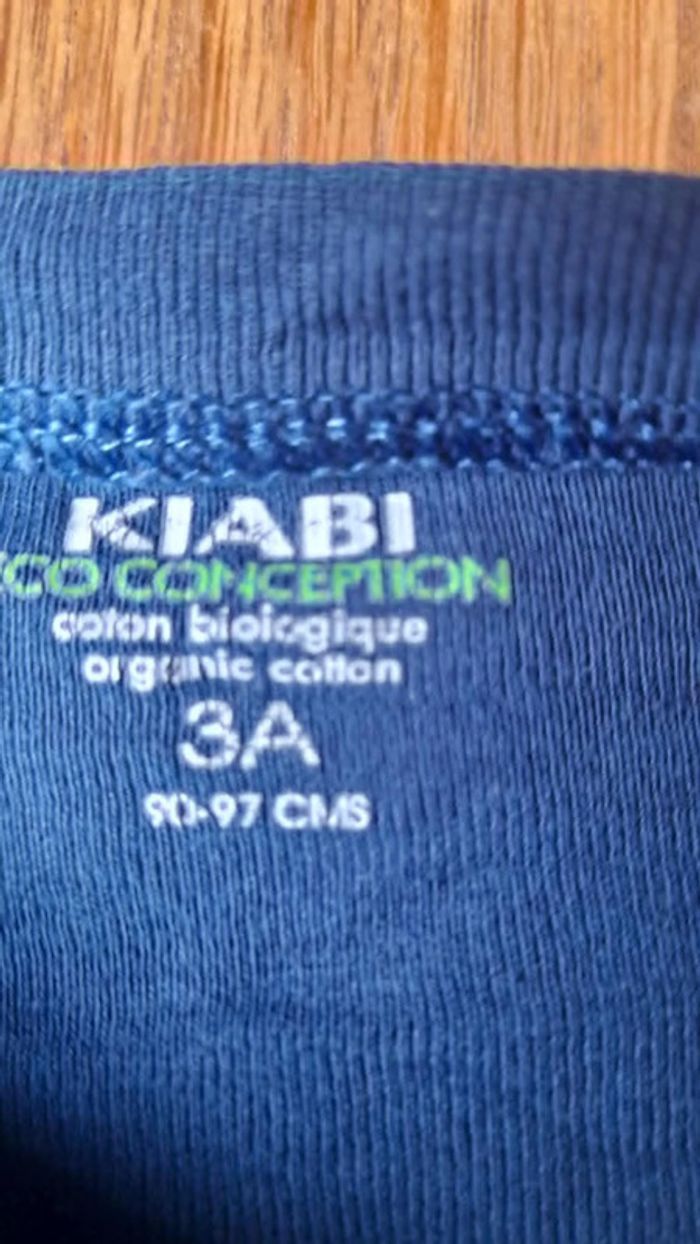 KIABI
ECO CONCEPTION
coton biologique
organic cotton
3A
90-97 CMS